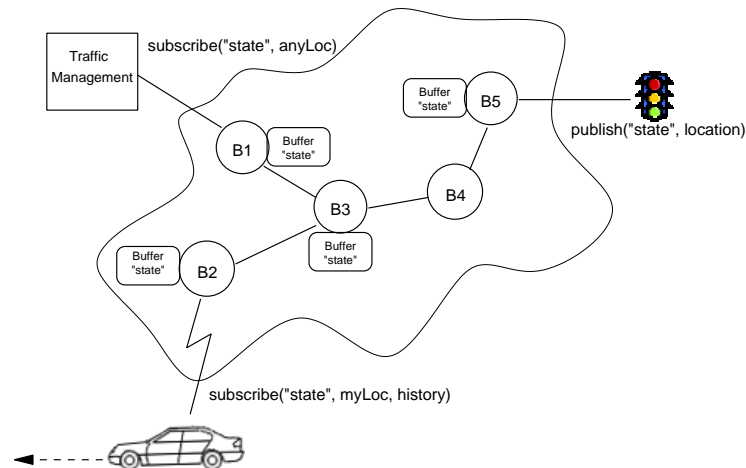 subscribe("state", anyLoc)
Traffic
Management
Buffer
"state"
B5
publish("state", location)
B1
Buffer
"state"
B4
B3
Buffer
"state"
Buffer
"state"
B2
subscribe("state", myLoc, history)